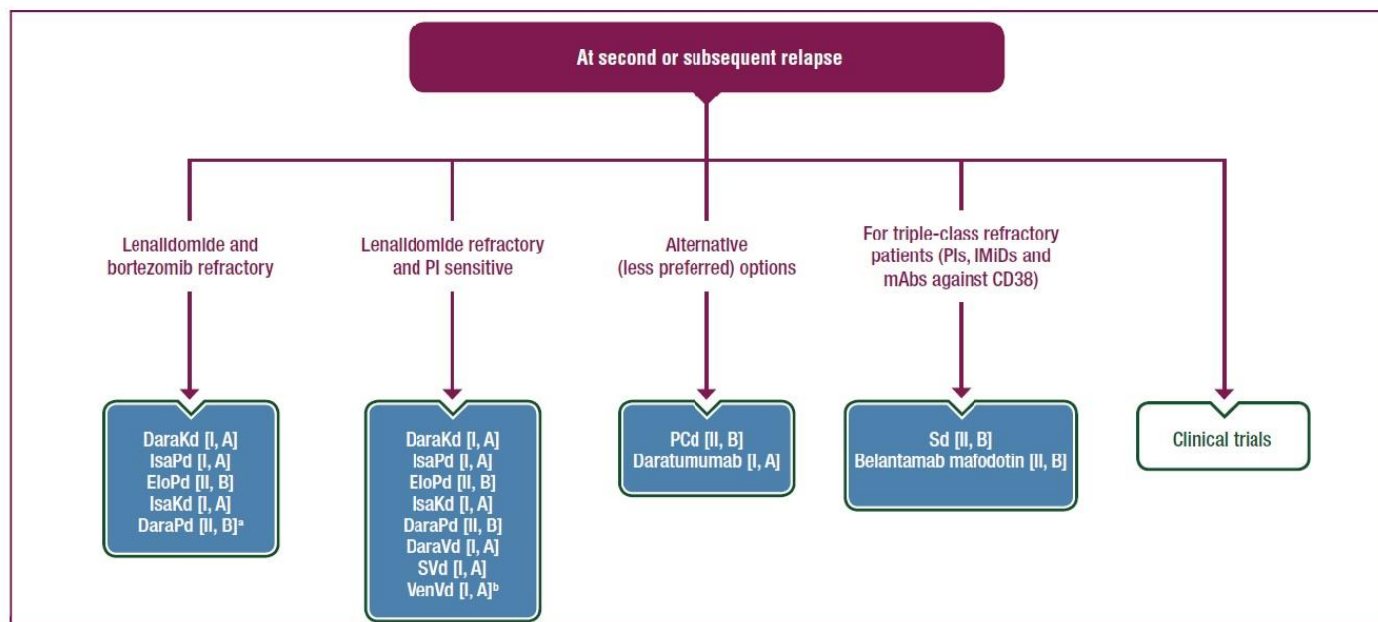 At second or subsequent relapse
Lenalidomide and
bortezomib refractory
Lenalidomide refractory
and PI sensitive
Alternative
(less preferred) options
For triple-class refractory
patients (PIs, IMiDs and
mAbs against CD38)
DaraKd [I, A]
IsaPd [I, A]
EloPd [II, B]
IsaKd [I, A]
DaraPd [II, B]ᵃ
DaraKd [I, A]
IsaPd [I, A]
EloPd [II, B]
IsaKd [I, A]
DaraPd [II, B]
DaraVd [I, A]
SVd [I, A]
VenVd [I, A]ᵇ
PCd [II, B]
Daratumumab [I, A]
Sd [II, B]
Belantamab mafodotin [II, B]
Clinical trials